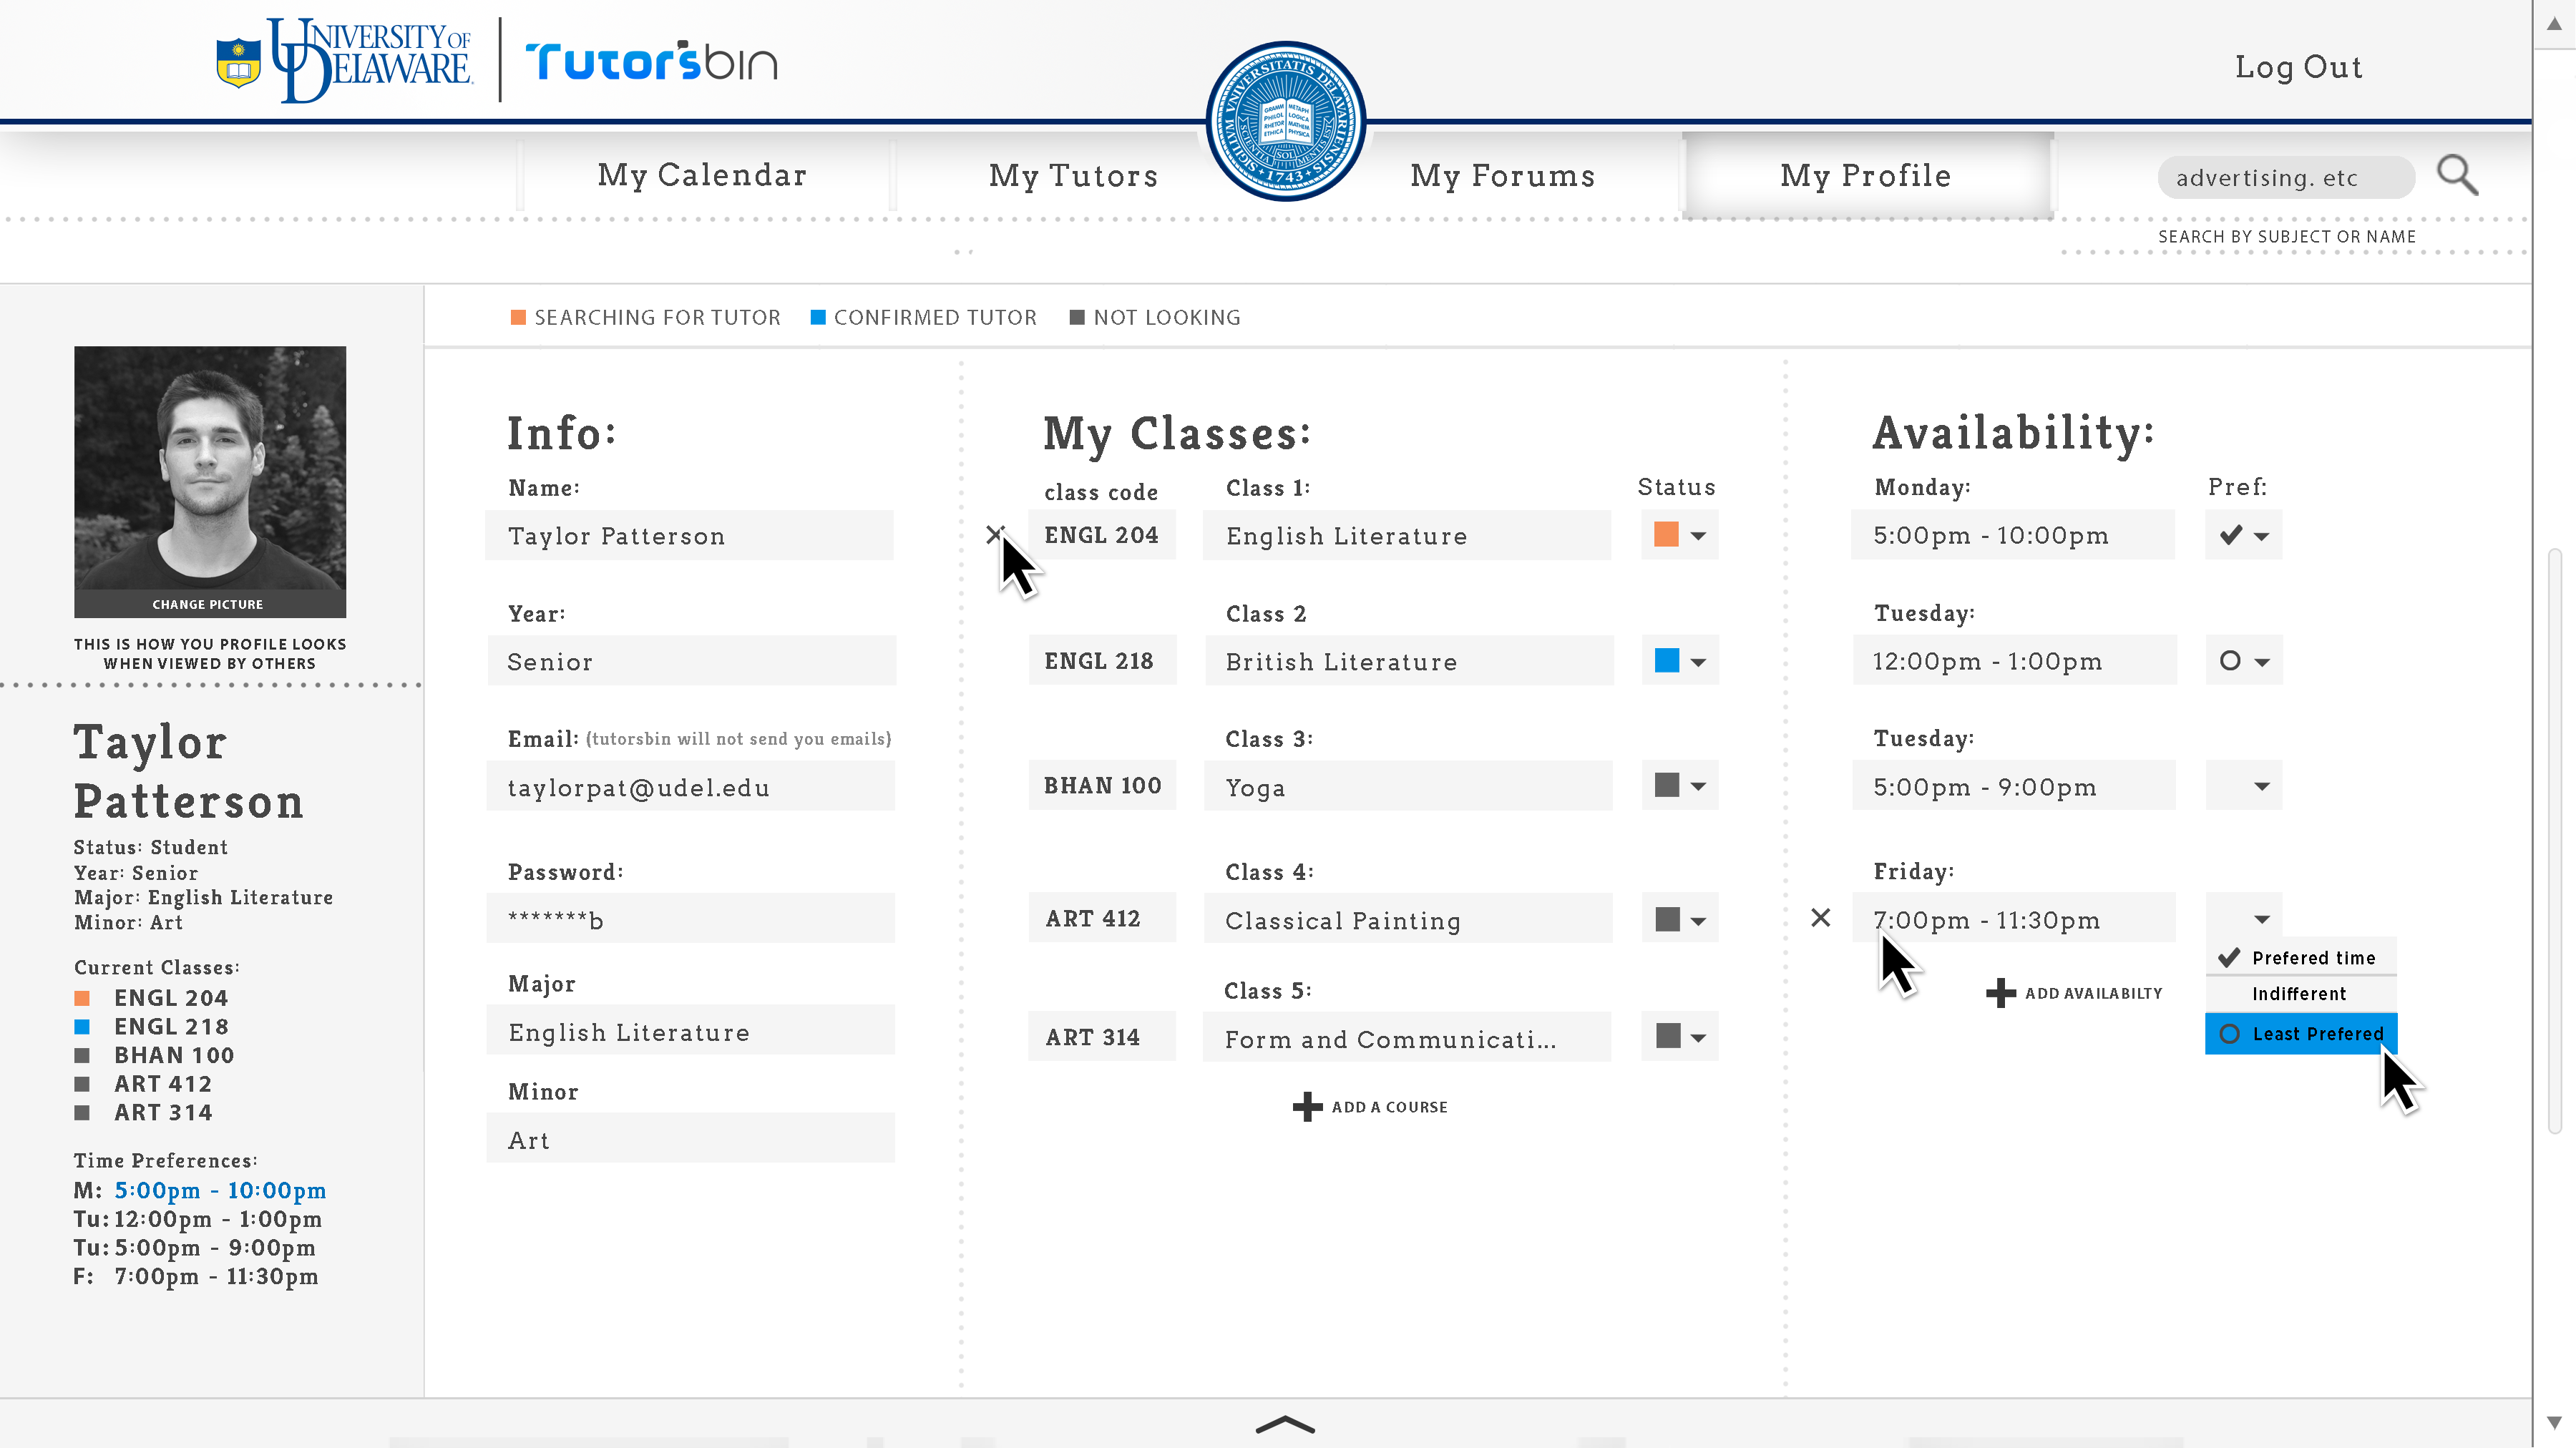 UNIVERSITY OF DELAWARE
Tutorsbin
Log Out
My Calendar
My Tutors
My Forums
My Profile
advertising. etc
SEARCH BY SUBJECT OR NAME
SEARCHING FOR TUTOR
CONFIRMED TUTOR
NOT LOOKING
CHANGE PICTURE
THIS IS HOW YOU PROFILE LOOKS
WHEN VIEWED BY OTHERS
Taylor
Patterson
Status: Student
Year: Senior
Major: English Literature
Minor: Art
Current Classes:
ENGL 204
ENGL 218
BHAN 100
ART 412
ART 314
Time Preferences:
M: 5:00pm - 10:00pm
Tu: 12:00pm - 1:00pm
Tu: 5:00pm - 9:00pm
F: 7:00pm - 11:30pm
Info:
Name:
Taylor Patterson
Year:
Senior
Email: (tutorsbin will not send you emails)
taylorpat@udel.edu
Password:
*******b
Major
English Literature
Minor
Art
My Classes:
class code
Class 1:
Status
ENGL 204
English Literature
Class 2
ENGL 218
British Literature
Class 3:
BHAN 100
Yoga
Class 4:
ART 412
Classical Painting
Class 5:
ART 314
Form and Communicati...
ADD A COURSE
Availability:
Monday:
Pref:
5:00pm - 10:00pm
Tuesday:
12:00pm - 1:00pm
Tuesday:
5:00pm - 9:00pm
Friday:
7:00pm - 11:30pm
ADD AVAILABILTY
Prefered time
Indifferent
Least Prefered